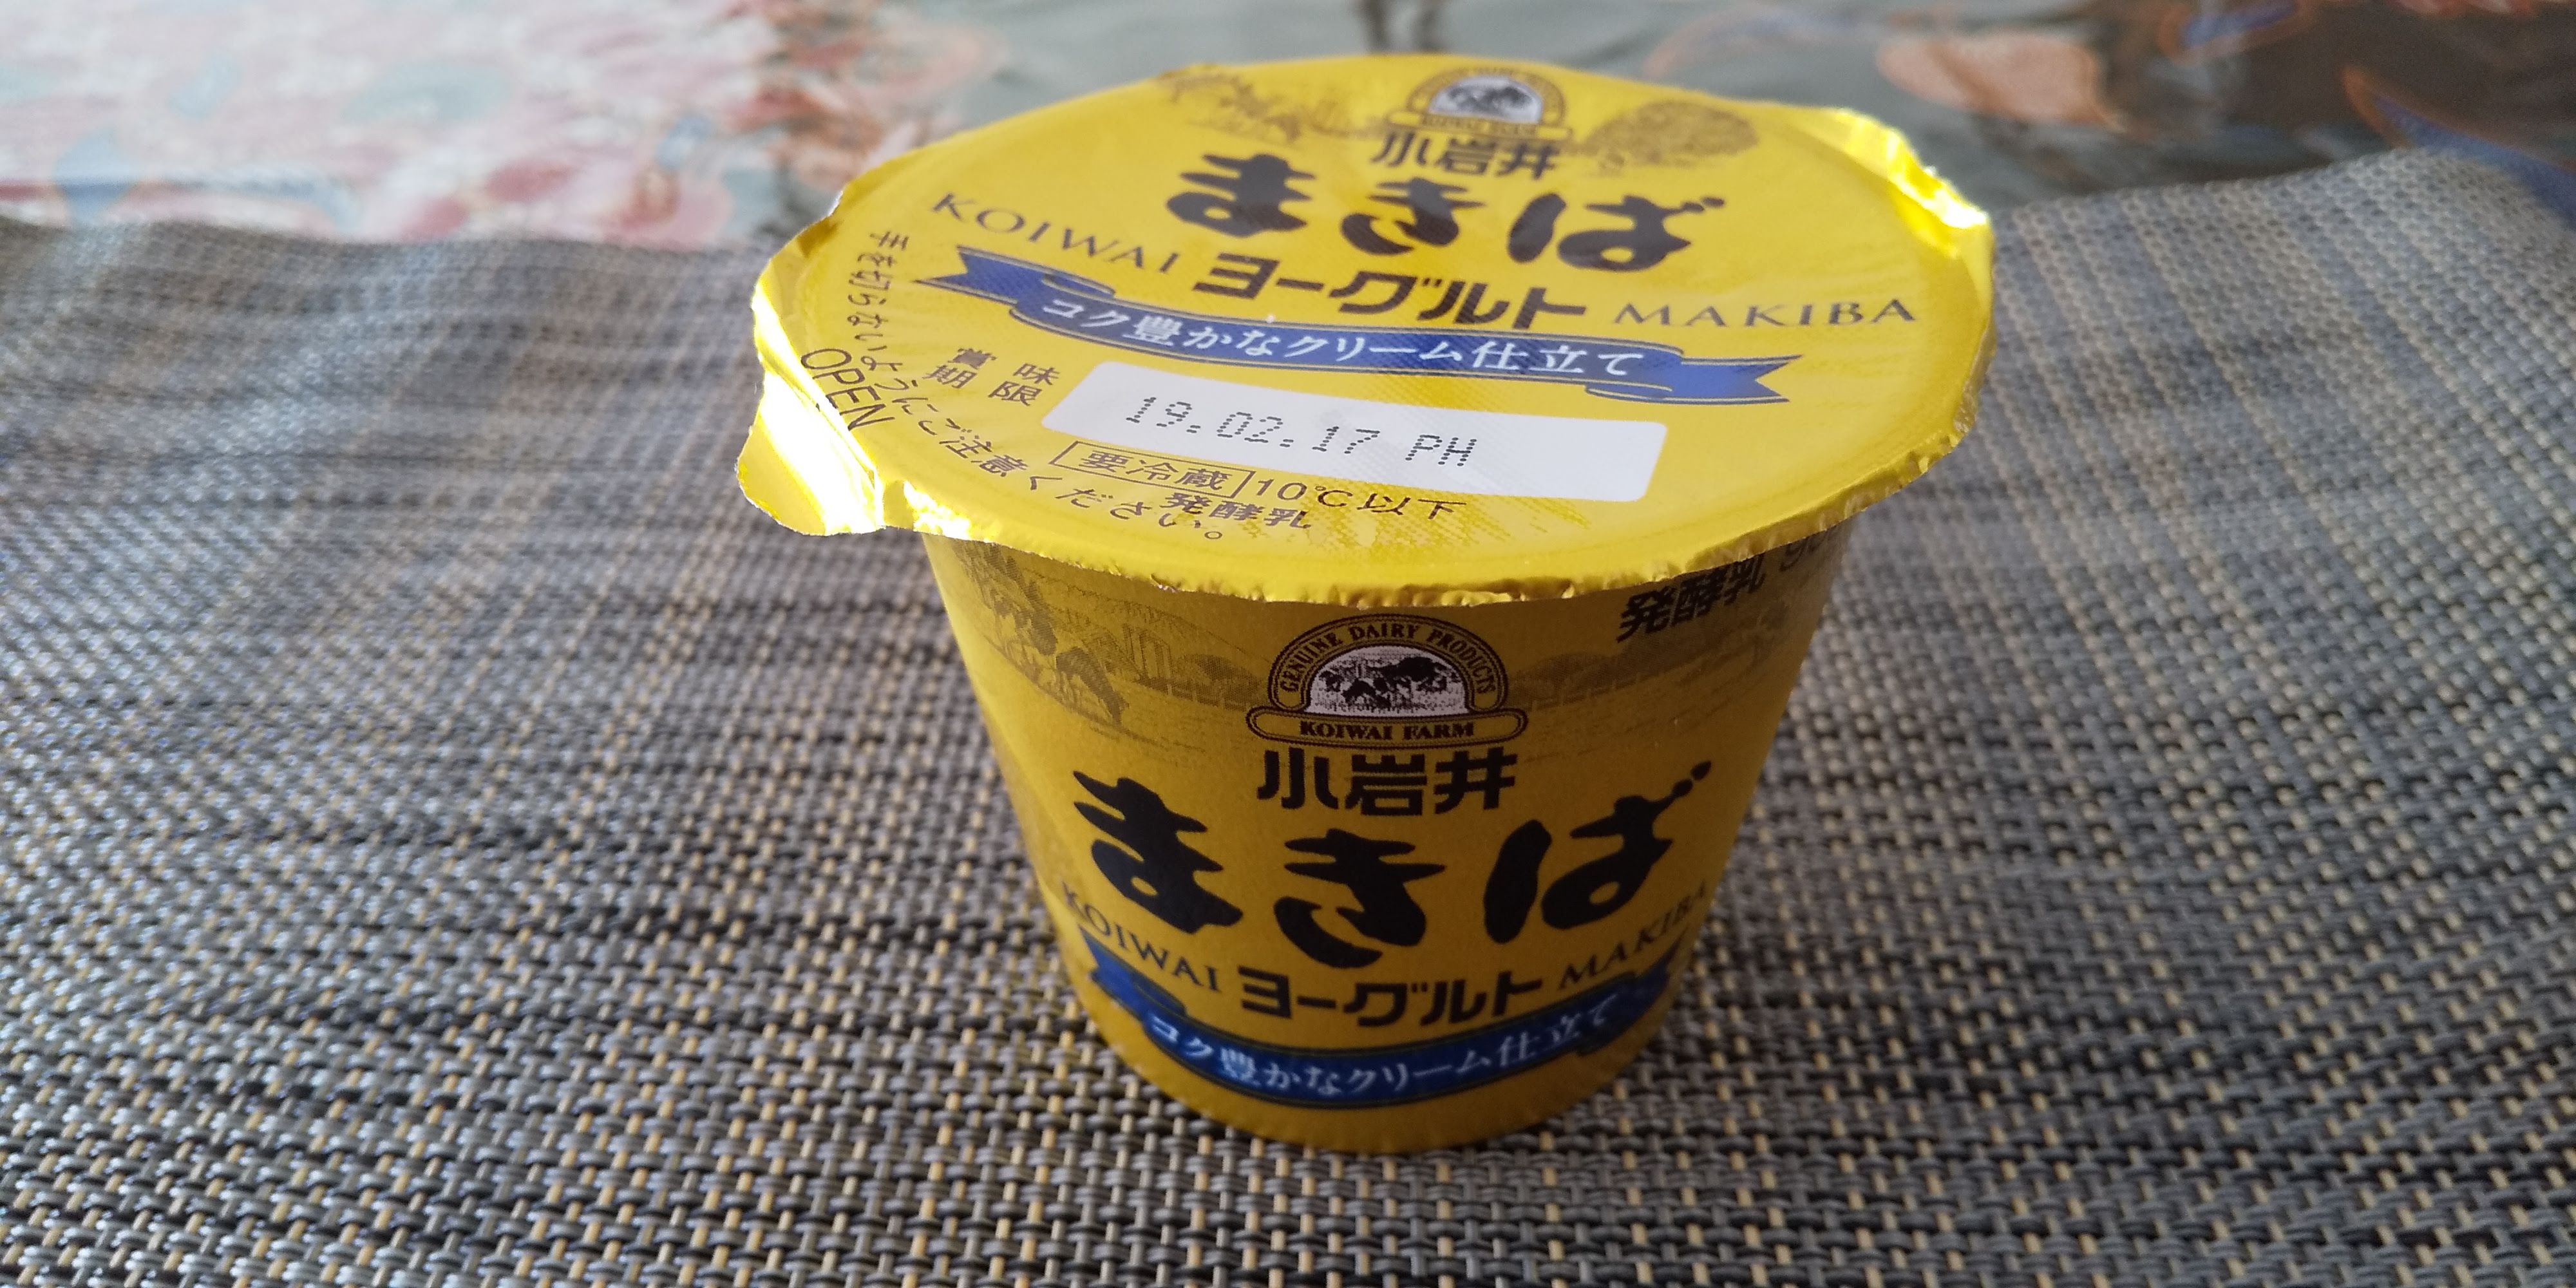 小岩井
まきば
KOIWAI ヨーグルト MAKIBA
コク豊かなクリーム仕立て
賞味期限
19.02.17 PH
要冷蔵 10℃以下
発酵乳
手を切らないようにご注意ください。
OPEN
発酵乳
GENUINE DAIRY PRODUCTS
KOIWAI FARM
小岩井
まきば
KOIWAI ヨーグルト MAKIBA
コク豊かなクリーム仕立て